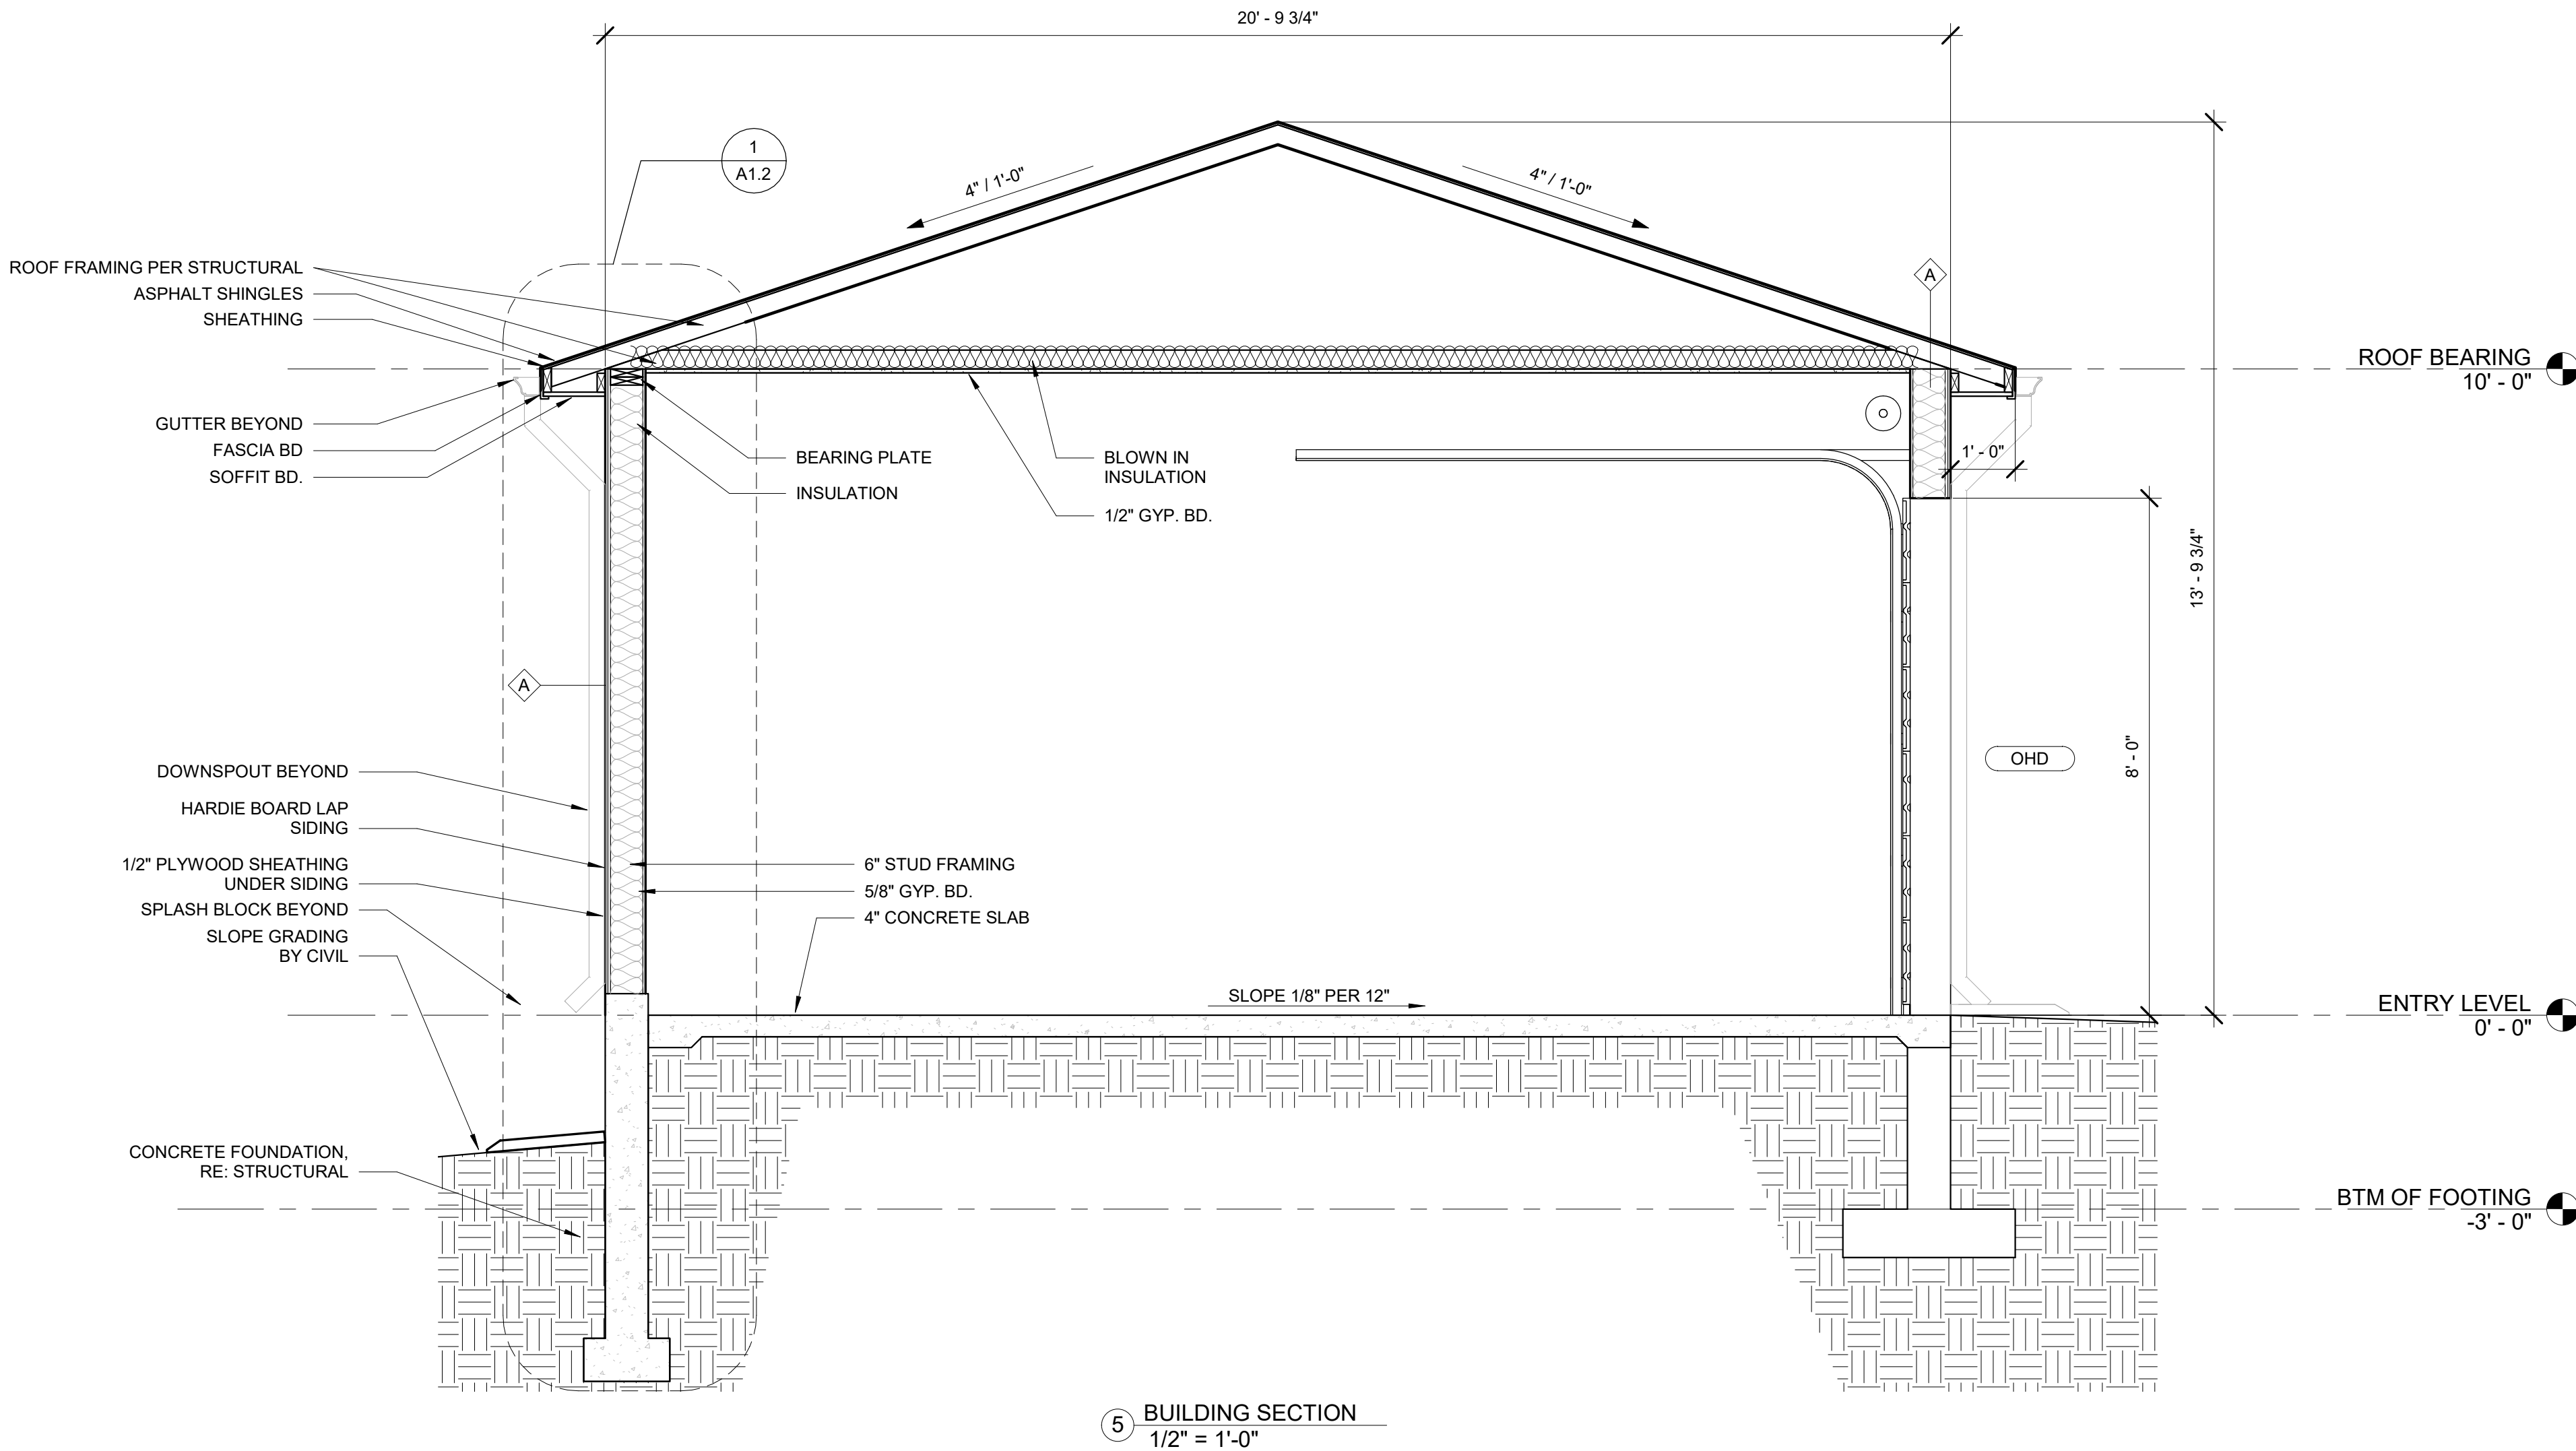 20' - 9 3/4"
1
A1.2
4" / 1'-0"
4" / 1'-0"
ROOF FRAMING PER STRUCTURAL
ASPHALT SHINGLES
SHEATHING
A
ROOF BEARING
10' - 0"
GUTTER BEYOND
FASCIA BD
SOFFIT BD.
BEARING PLATE
INSULATION
BLOWN IN
INSULATION
1/2" GYP. BD.
1' - 0"
13' - 9 3/4"
A
8' - 0"
OHD
DOWNSPOUT BEYOND
HARDIE BOARD LAP
SIDING
1/2" PLYWOOD SHEATHING
UNDER SIDING
SPLASH BLOCK BEYOND
SLOPE GRADING
BY CIVIL
6" STUD FRAMING
5/8" GYP. BD.
4" CONCRETE SLAB
SLOPE 1/8" PER 12"
ENTRY LEVEL
0' - 0"
CONCRETE FOUNDATION,
RE: STRUCTURAL
BTM OF FOOTING
-3' - 0"
5
BUILDING SECTION
1/2" = 1'-0"